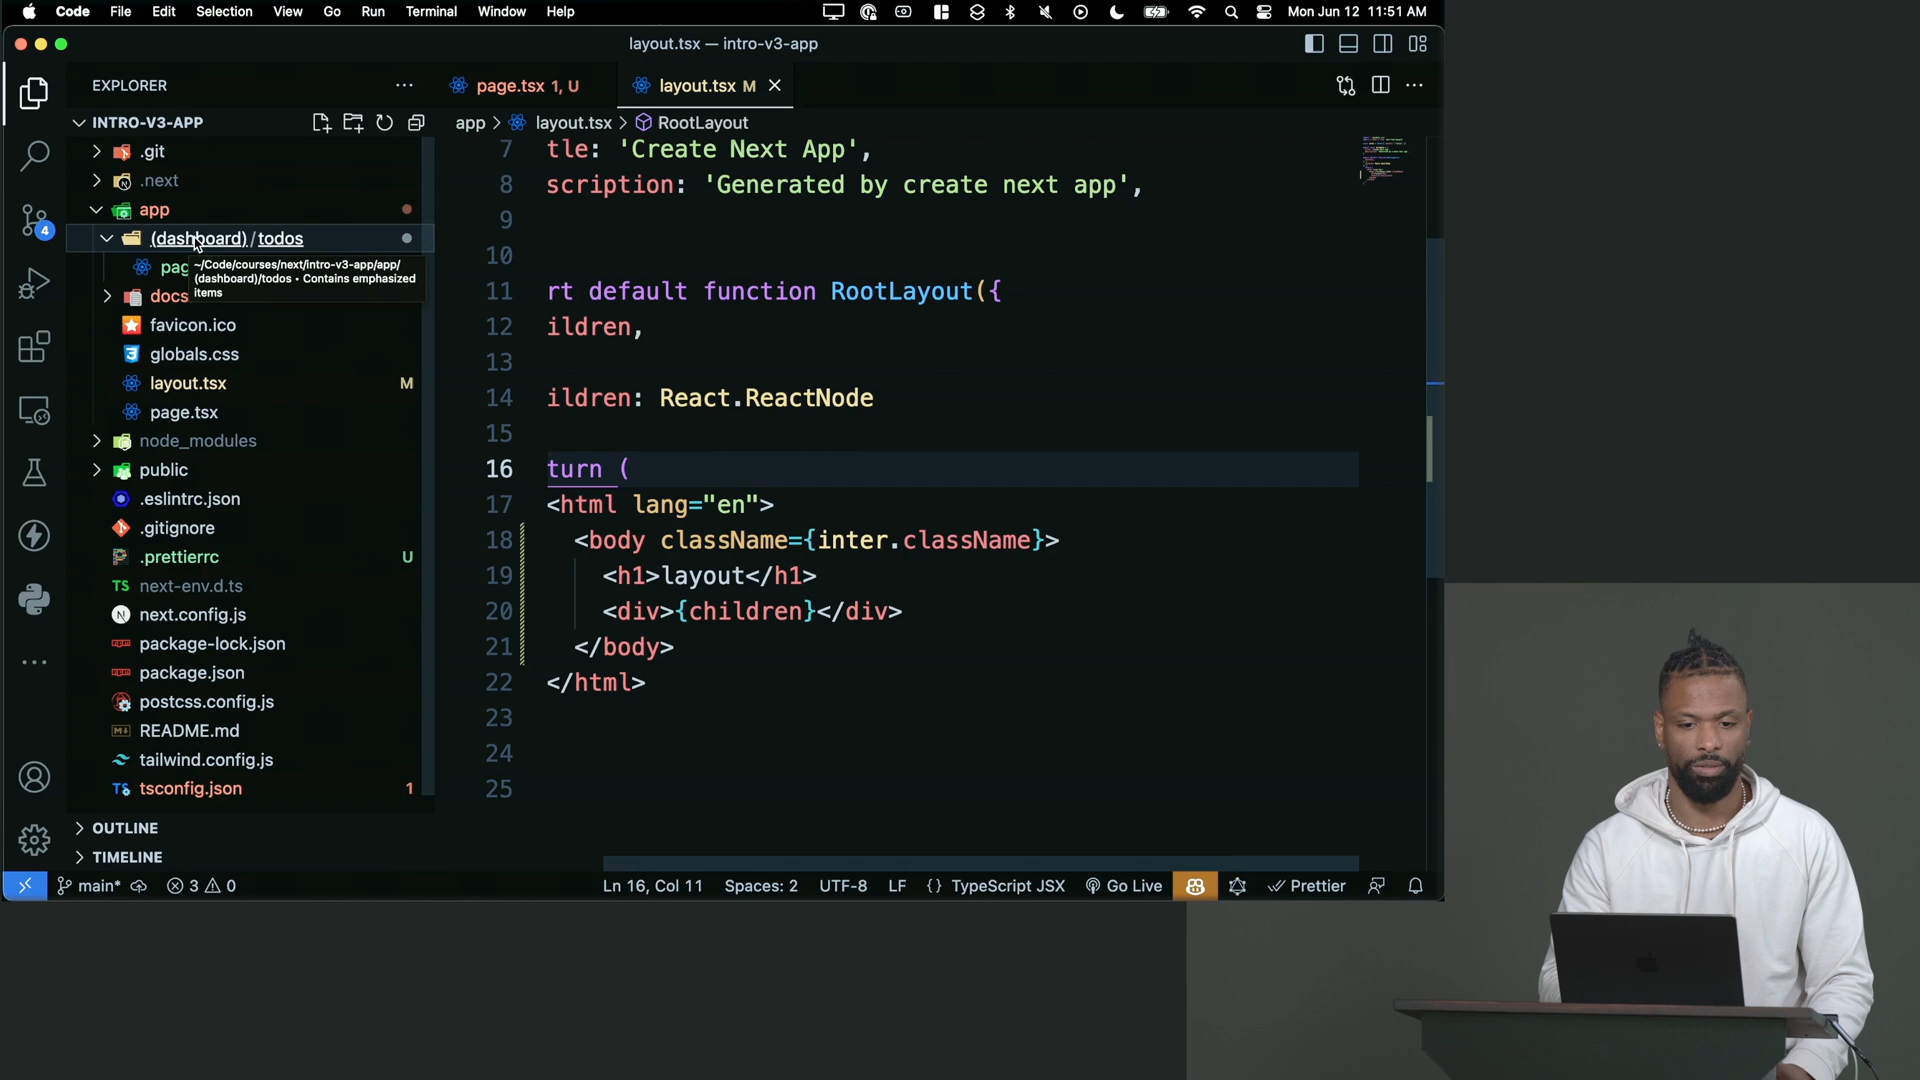 Code File Edit Selection View Go Run Terminal Window Help Mon Jun 12 11:51 AM
layout.tsx — intro-v3-app
EXPLORER
page.tsx 1, U
layout.tsx M
INTRO-V3-APP
app > layout.tsx > RootLayout
.git
.next
app
(dashboard) / todos
pag
~/Code/courses/next/intro-v3-app/app/
(dashboard)/todos • Contains emphasized
items
docs
favicon.ico
globals.css
layout.tsx M
page.tsx
node_modules
public
.eslintrc.json
.gitignore
.prettierrc U
TS next-env.d.ts
N next.config.js
package-lock.json
package.json
postcss.config.js
README.md
tailwind.config.js
TS tsconfig.json 1
OUTLINE
TIMELINE
4
7 tle: 'Create Next App',
8 scription: 'Generated by create next app',
9
10
11 rt default function RootLayout({
12 ildren,
13
14 ildren: React.ReactNode
15
16 turn (
17 <html lang="en">
18 <body className={inter.className}>
19 <h1>layout</h1>
20 <div>{children}</div>
21 </body>
22 </html>
23
24
25
main* 3 0 Ln 16, Col 11 Spaces: 2 UTF-8 LF {} TypeScript JSX Go Live Prettier